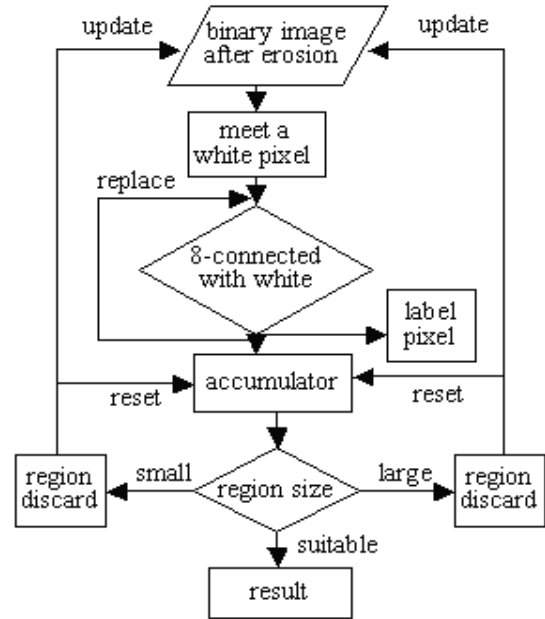 update
binary image
after erosion
update
meet a
white pixel
replace
8-connected
with white
label
pixel
accumulator
reset
reset
region
discard
small
region size
large
region
discard
suitable
result